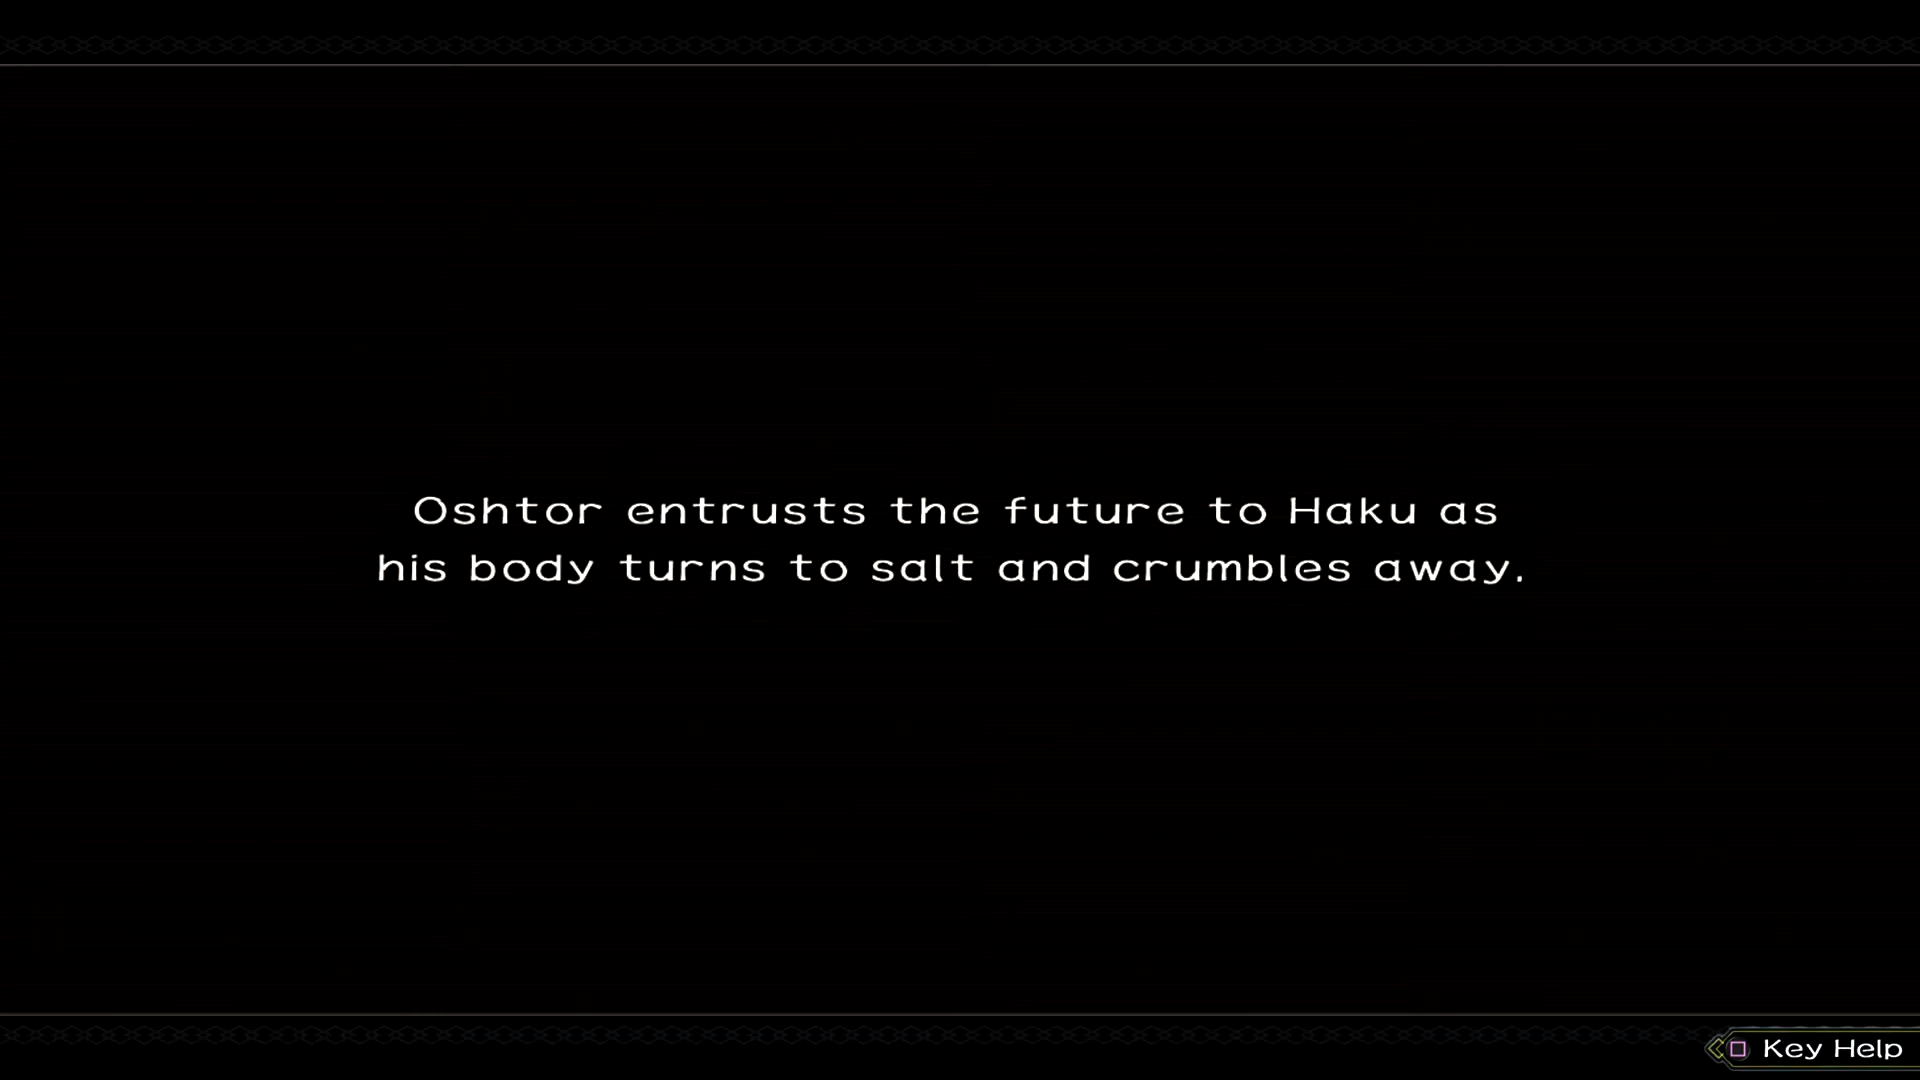 Oshtor entrusts the future to Haku as
his body turns to salt and crumbles away.
Key Help